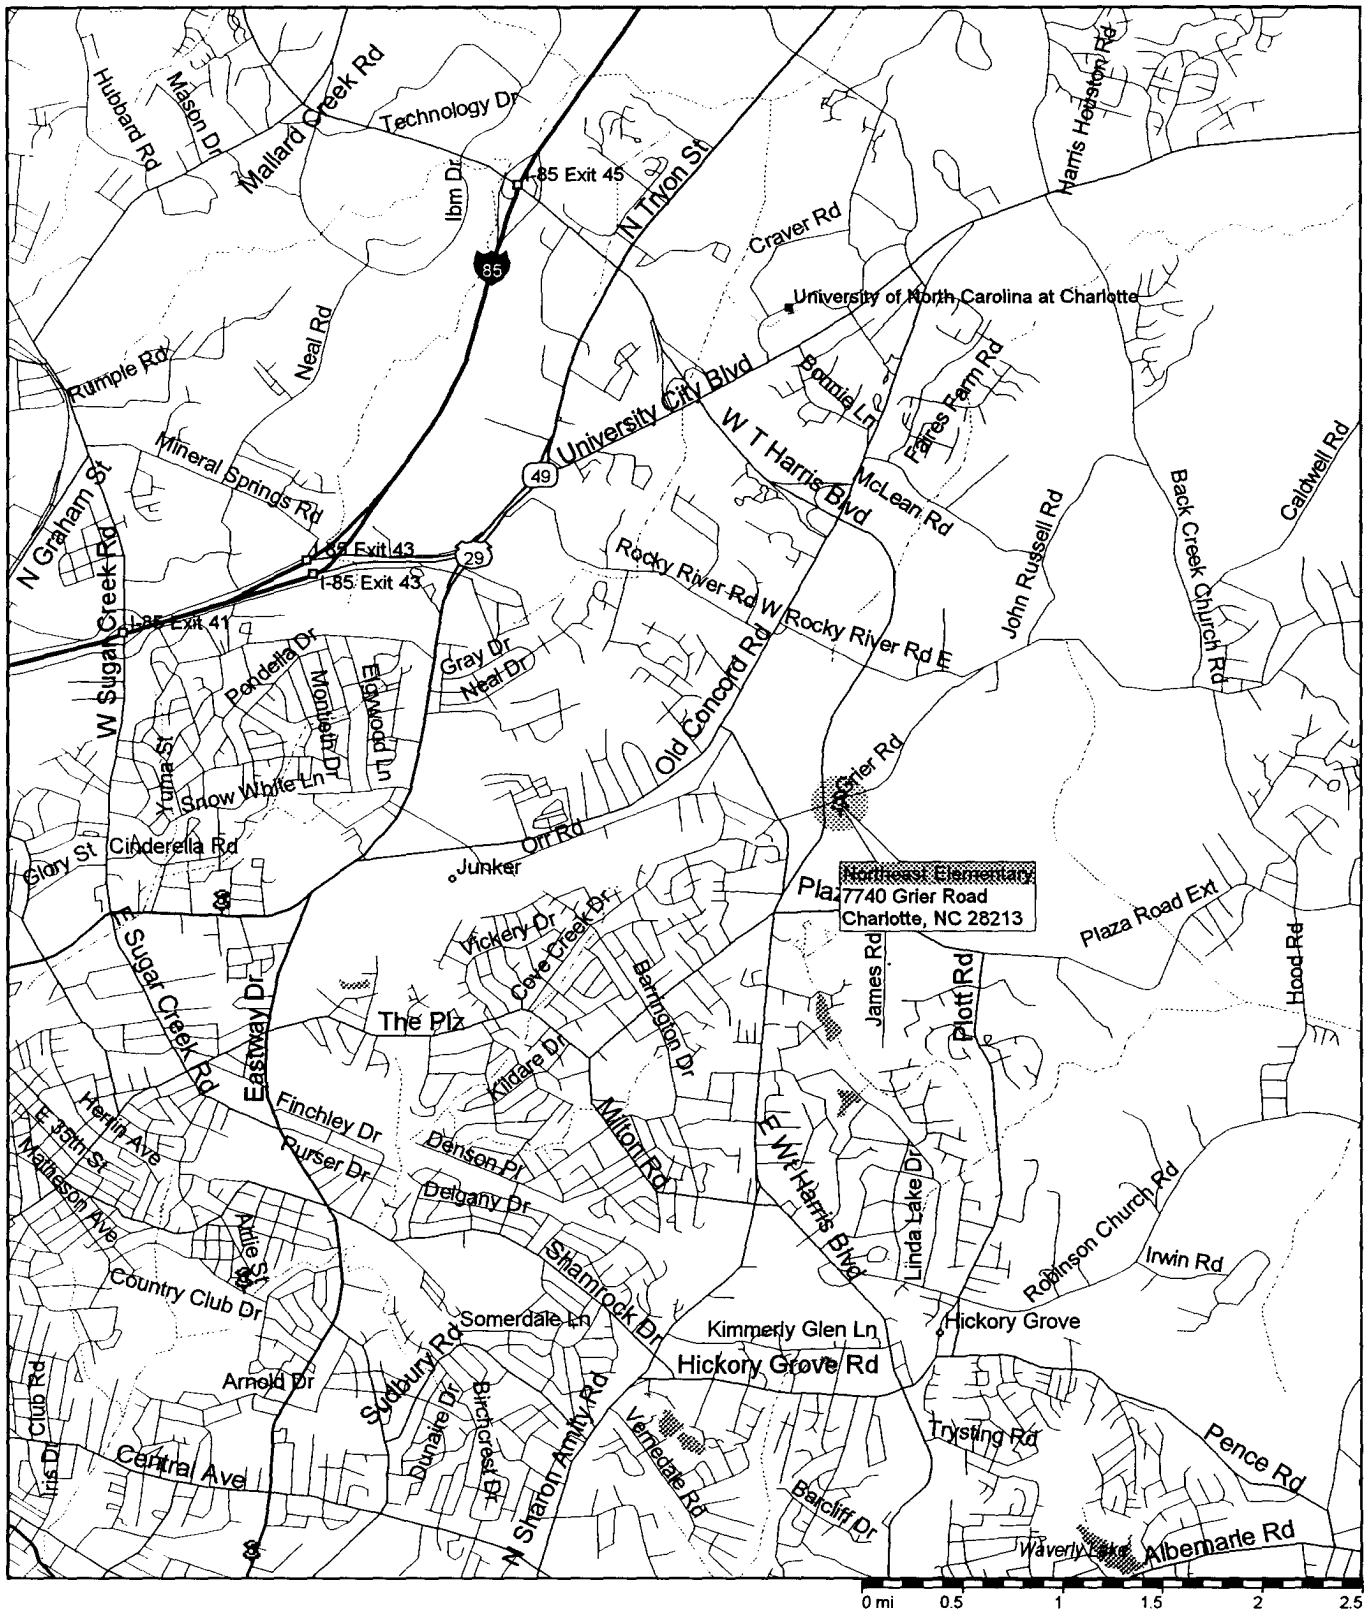 Hubbard Rd
Mason Dr
Mallard Creek Rd
Technology Dr
Ibm Dr
I-85 Exit 45
N Tryon St
Harris Houston Rd
Craver Rd
85
University of North Carolina at Charlotte
Neal Rd
Rumple Rd
Bonnie Ln
Faires Farm Rd
University City Blvd
W T Harris Blvd
Mineral Springs Rd
49
McLean Rd
Caldwell Rd
Back Creek Church Rd
John Russell Rd
N Graham St
W Sugar Creek Rd
I-85 Exit 43
29
I-85 Exit 43
Rocky River Rd W
Rocky River Rd E
I-85 Exit 41
Pondella Dr
Montieth Dr
Elgywood Ln
Gray Dr
Neal Dr
Old Concord Rd
Yuma St
Snow White Ln
Grier Rd
Cinderella Rd
Glory St
Orr Rd
Junker
Northeast Elementary
7740 Grier Road
Charlotte, NC 28213
Plaz
Plaza Road Ext
Vickery Dr
Cove Creek Dr
E Sugar Creek Rd
Barrington Dr
James Rd
Plott Rd
Hood Rd
Eastway Dr
The Plz
Kildare Dr
Herrin Ave
E 35th St
Matheson Ave
Finchley Dr
Purser Dr
Denson Pl
Delgany Dr
Milton Rd
E Wt Harris Blvd
Linda Lake Dr
Robinson Church Rd
Irwin Rd
Airlie St
Country Club Dr
Shamrock Dr
Somerdale Ln
Kimmerly Glen Ln
Hickory Grove
Hickory Grove Rd
Arnold Dr
Sudbury Rd
Club Rd
Iris Dr
Central Ave
Dunaire Dr
Birchcrest Dr
N Sharon Amity Rd
Vernedale Rd
Barcliff Dr
Trysting Rd
Pence Rd
Waverly Lake
Albemarle Rd
0 mi 0.5 1 1.5 2 2.5